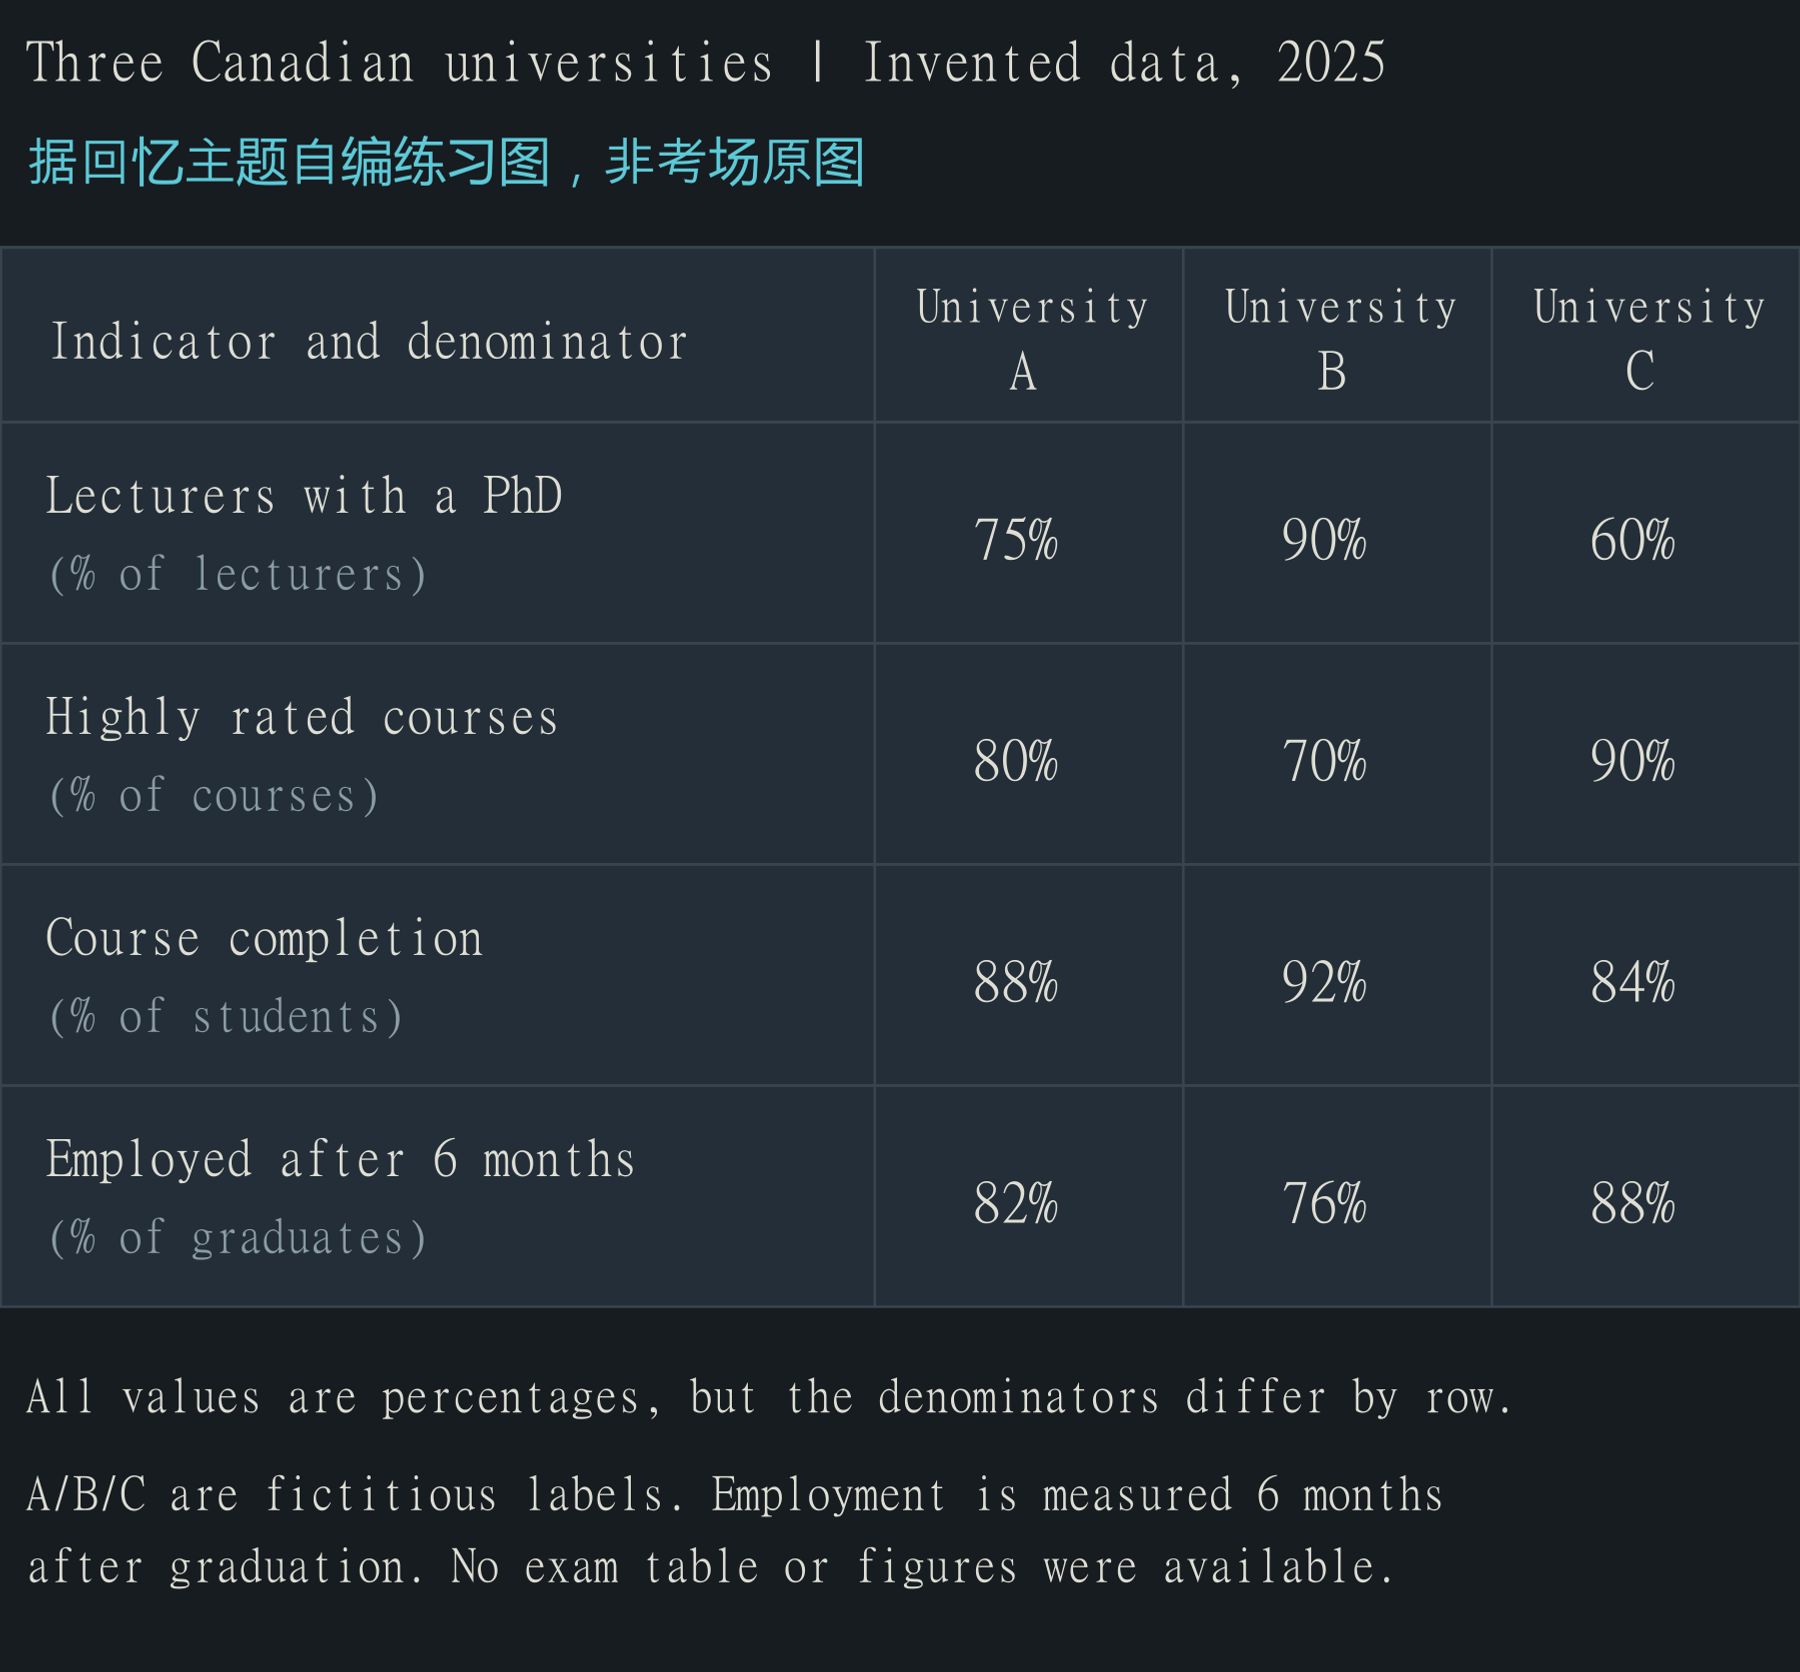 Three Canadian universities | Invented data, 2025
据回忆主题自编练习图，非考场原图
Indicator and denominator
University A
University B
University C
Lecturers with a PhD
(% of lecturers)
75%
90%
60%
Highly rated courses
(% of courses)
80%
70%
90%
Course completion
(% of students)
88%
92%
84%
Employed after 6 months
(% of graduates)
82%
76%
88%
All values are percentages, but the denominators differ by row.
A/B/C are fictitious labels. Employment is measured 6 months
after graduation. No exam table or figures were available.